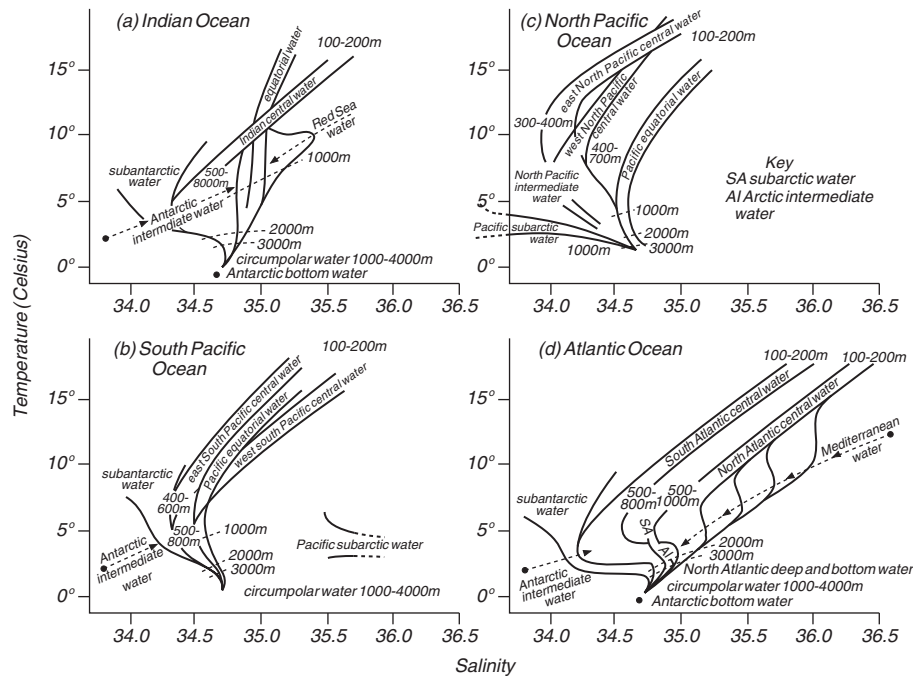 (a) Indian Ocean
100-200m
equatorial water
Indian central water
Red Sea
water
1000m
subantarctic
water
500-
8000m
Antarctic
intermdiate water
2000m
3000m
circumpolar water 1000-4000m
Antarctic bottom water
15°
10°
5°
0°
34.0
34.5
35.0
35.5
36.0
36.5
(c) North Pacific
Ocean
100-200m
east North Pacific central water
west North Pacific
central water
300-400m
400-
700m
Pacific equatorial water
North Pacific
intermediate water
Pacific subarctic
water
1000m
1000m
2000m
3000m
Key
SA subarctic water
AI Arctic intermediate
water
15°
10°
5°
0°
34.0
34.5
35.0
35.5
36.0
36.5
Temperature (Celsius)
(b) South Pacific
Ocean
100-200m
east South Pacific central water
Pacific equatorial water
west south Pacific central water
subantarctic
water
400-
600m
500-
800m
Antarctic
intermediate
water
1000m
2000m
3000m
Pacific subarctic water
circumpolar water 1000-4000m
15°
10°
5°
0°
34.0
34.5
35.0
35.5
36.0
36.5
(d) Atlantic Ocean
100-200m
100-200m
South Atlantic central water
North Atlantic central water
Mediterranean
water
subantarctic
water
500-
800m
500-
1000m
SA
AI
Antarctic
intermediate
water
2000m
3000m
North Atlantic deep and bottom water
circumpolar water 1000-4000m
Antarctic bottom water
15°
10°
5°
0°
34.0
34.5
35.0
35.5
36.0
36.5
Salinity